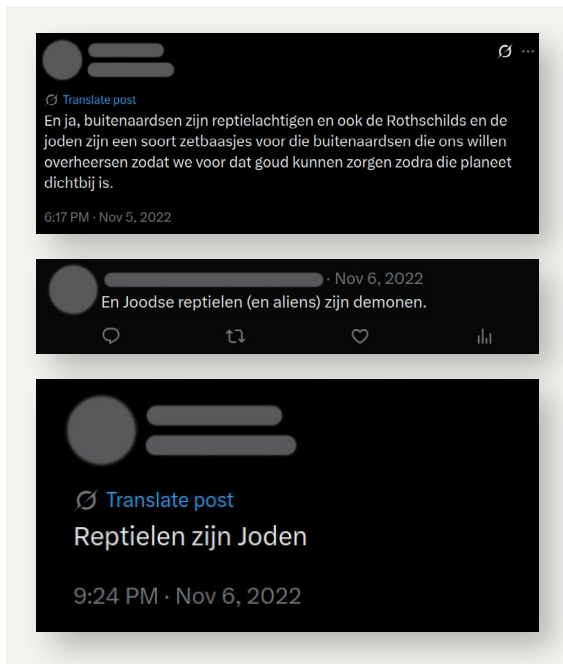 Translate post
En ja, buitenaardsen zijn reptielachtigen en ook de Rothschilds en de
joden zijn een soort zetbaasjes voor die buitenaardsen die ons willen
overheersen zodat we voor dat goud kunnen zorgen zodra die planeet
dichtbij is.
6:17 PM · Nov 5, 2022
· Nov 6, 2022
En Joodse reptielen (en aliens) zijn demonen.
Translate post
Reptielen zijn Joden
9:24 PM · Nov 6, 2022